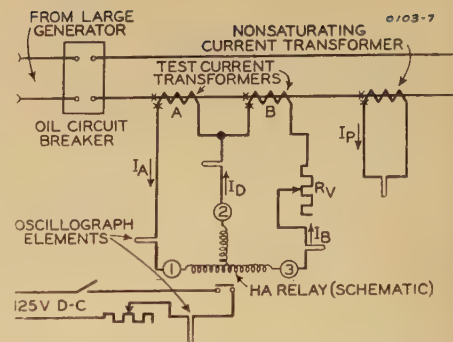 FROM LARGE
GENERATOR
0103-7
NONSATURATING
CURRENT TRANSFORMER
TEST CURRENT
TRANSFORMERS
OIL CIRCUIT
BREAKER
A
B
IA
ID
IP
RV
2
IB
OSCILLOGRAPH
ELEMENTS
1
3
HA RELAY (SCHEMATIC)
125V D-C